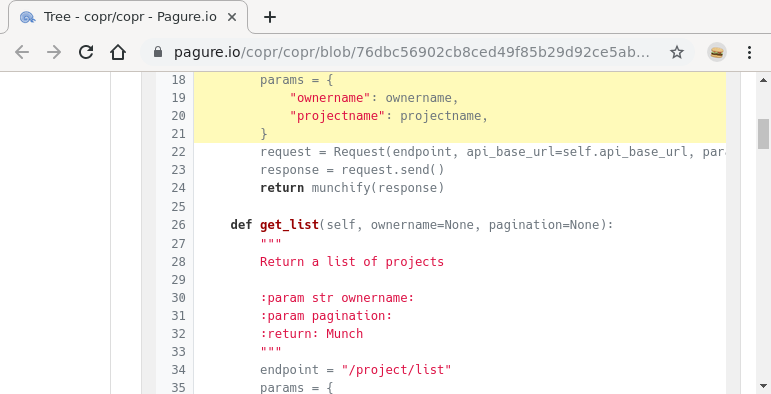 Tree - copr/copr - Pagure.io
pagure.io/copr/copr/blob/76dbc56902cb8ced49f85b29d92ce5ab…
18 params = {
19 "ownername": ownername,
20 "projectname": projectname,
21 }
22 request = Request(endpoint, api_base_url=self.api_base_url, par
23 response = request.send()
24 return munchify(response)
25
26 def get_list(self, ownername=None, pagination=None):
27 """
28 Return a list of projects
29
30 :param str ownername:
31 :param pagination:
32 :return: Munch
33 """
34 endpoint = "/project/list"
35 params = {